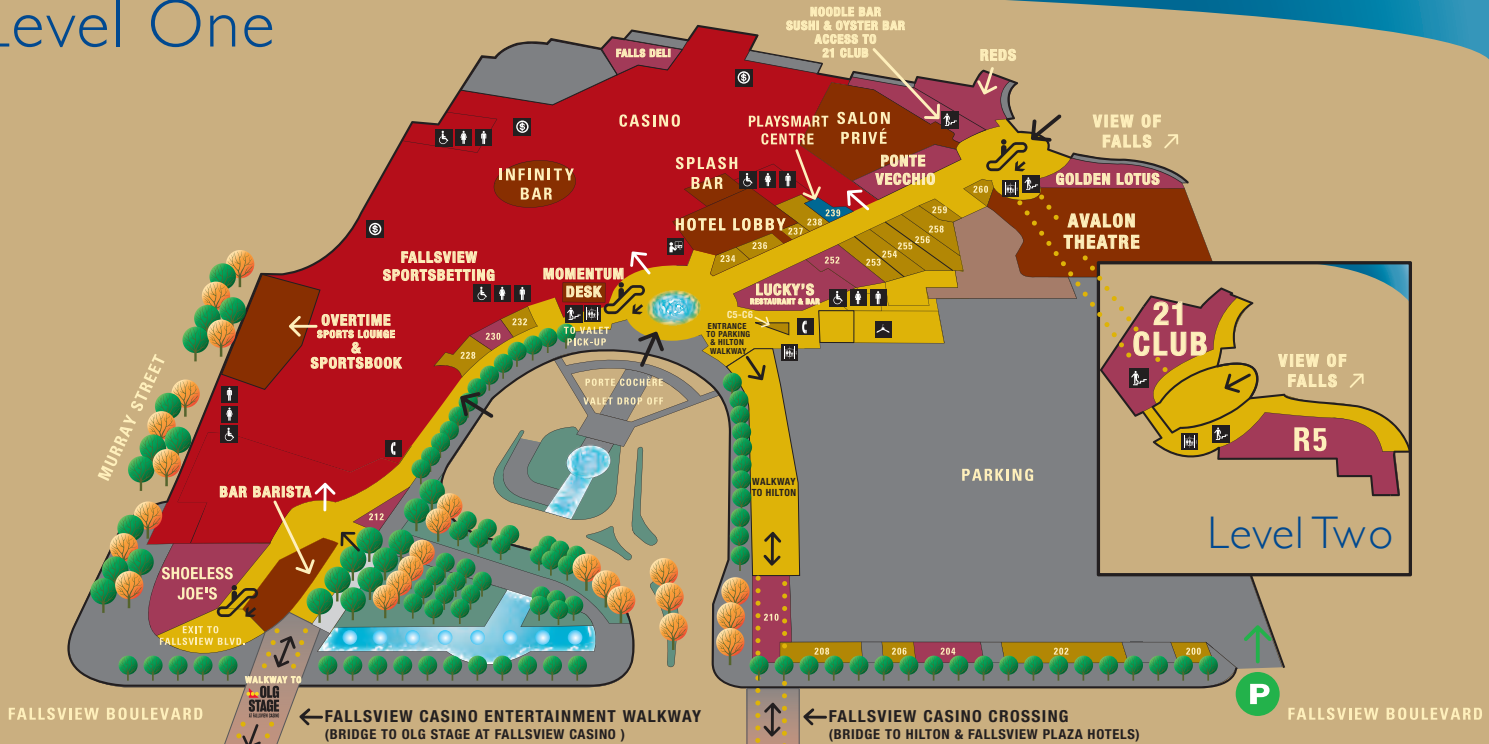 Level One
NOODLE BAR
SUSHI & OYSTER BAR
ACCESS TO
21 CLUB
REDS
FALLS DELI
CASINO
PLAYSMART
CENTRE
SALON
PRIVÉ
VIEW OF
FALLS
INFINITY
BAR
SPLASH
BAR
PONTE
VECCHIO
GOLDEN LOTUS
260
239
238
237
236
234
259
258
256
255
254
253
252
HOTEL LOBBY
AVALON
THEATRE
FALLSVIEW
SPORTSBETTING
MOMENTUM
DESK
LUCKY'S
RESTAURANT & BAR
C5-C6
TO VALET
PICK-UP
ENTRANCE
TO PARKING
& HILTON
WALKWAY
OVERTIME
SPORTS LOUNGE
&
SPORTSBOOK
232
230
228
PORTE COCHÈRE
VALET DROP OFF
MURRAY STREET
21
CLUB
VIEW OF
FALLS
R5
Level Two
PARKING
WALKWAY
TO HILTON
BAR BARISTA
212
SHOELESS
JOE'S
EXIT TO
FALLSVIEW BLVD.
210
208
206
204
202
200
WALKWAY TO
OLG
STAGE
AT FALLSVIEW CASINO
P
FALLSVIEW BOULEVARD
FALLSVIEW CASINO ENTERTAINMENT WALKWAY
(BRIDGE TO OLG STAGE AT FALLSVIEW CASINO )
FALLSVIEW CASINO CROSSING
(BRIDGE TO HILTON & FALLSVIEW PLAZA HOTELS)
FALLSVIEW BOULEVARD